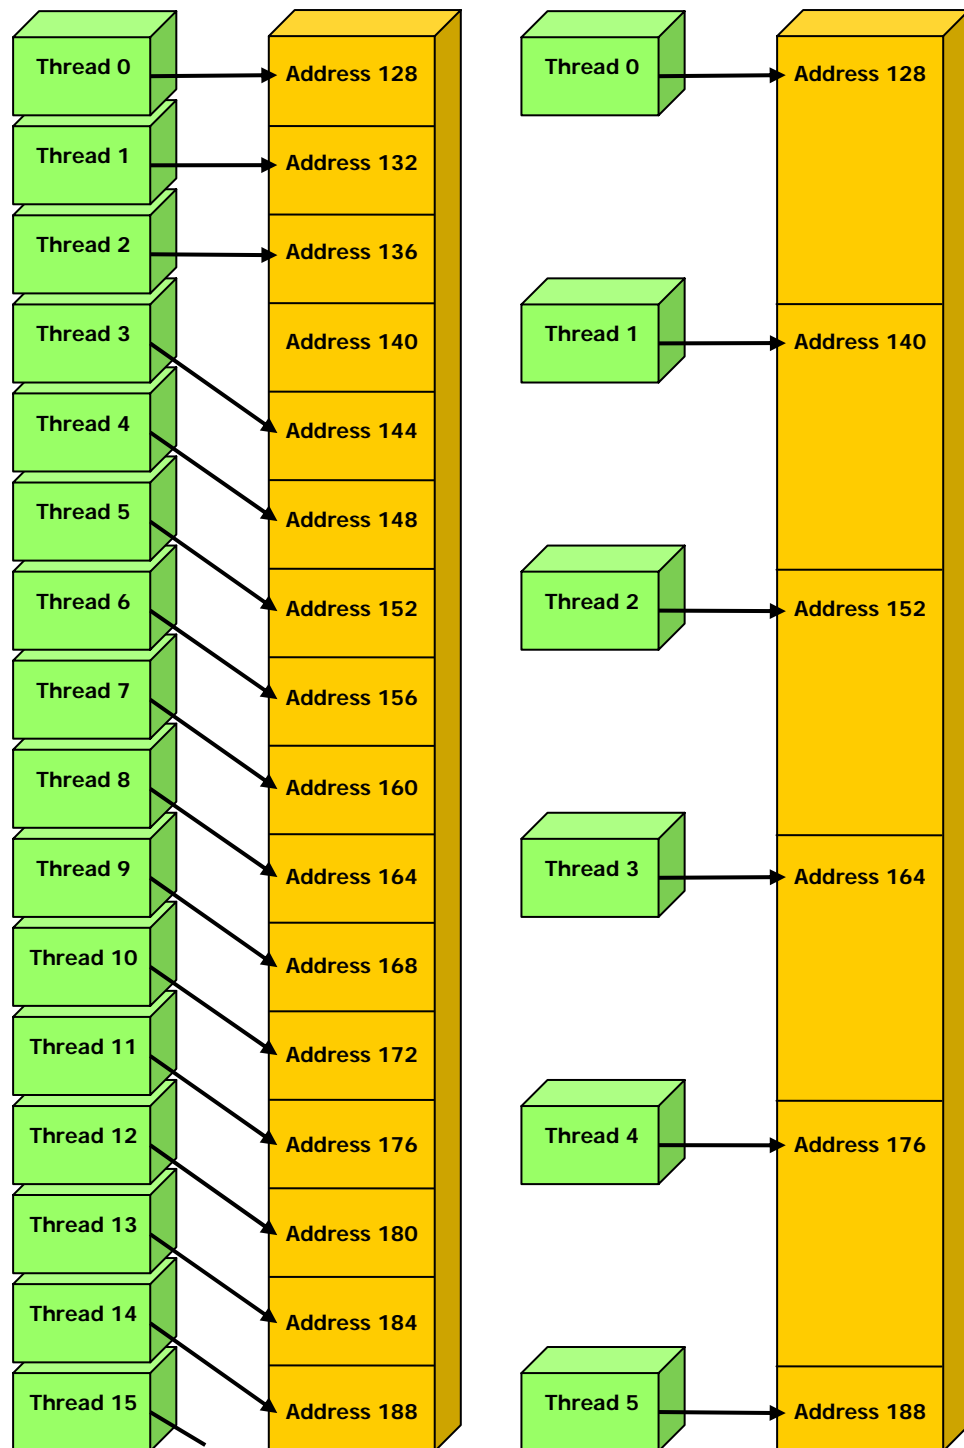 Thread 0
Address 128
Thread 1
Address 132
Thread 2
Address 136
Thread 3
Address 140
Thread 4
Address 144
Thread 5
Address 148
Thread 6
Address 152
Thread 7
Address 156
Thread 8
Address 160
Thread 9
Address 164
Thread 10
Address 168
Thread 11
Address 172
Thread 12
Address 176
Thread 13
Address 180
Thread 14
Address 184
Thread 15
Address 188
Thread 0
Address 128
Thread 1
Address 140
Thread 2
Address 152
Thread 3
Address 164
Thread 4
Address 176
Thread 5
Address 188